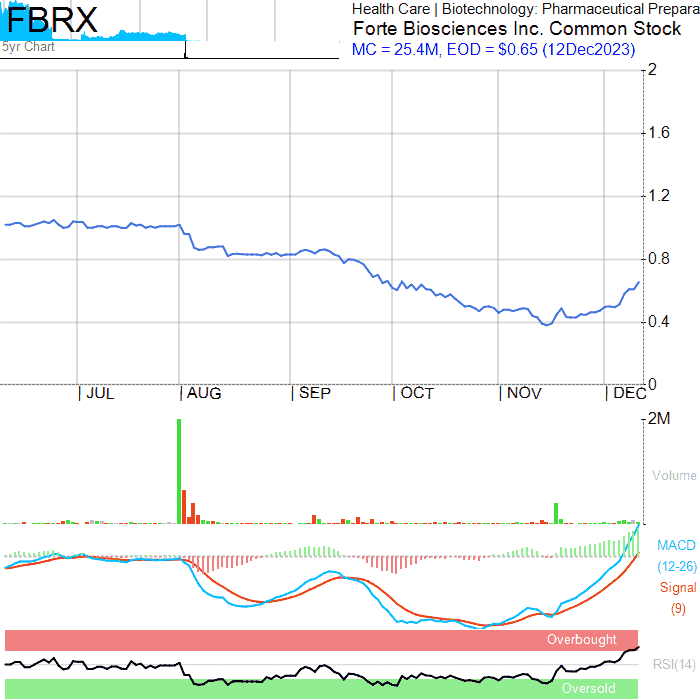 FBRX
5yr Chart
Health Care | Biotechnology: Pharmaceutical Prepara
Forte Biosciences Inc. Common Stock
MC = 25.4M, EOD = $0.65 (12Dec2023)
2
1.6
1.2
0.8
0.4
0
| JUL | AUG | SEP | OCT | NOV | DEC
2M
Volume
MACD
(12-26)
Signal
(9)
Overbought
RSI(14)
Oversold